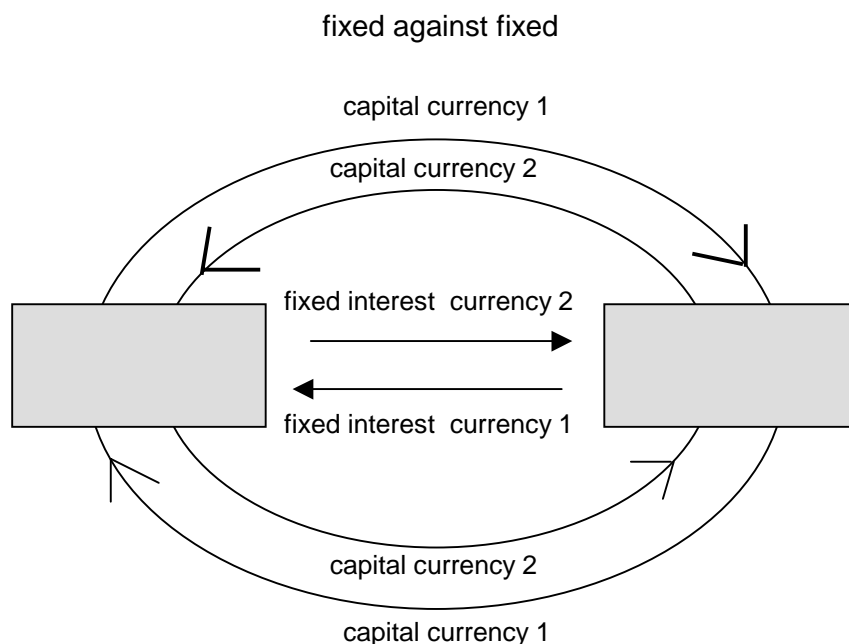 fixed against fixed
capital currency 1
capital currency 2
fixed interest currency 2
fixed interest currency 1
capital currency 2
capital currency 1